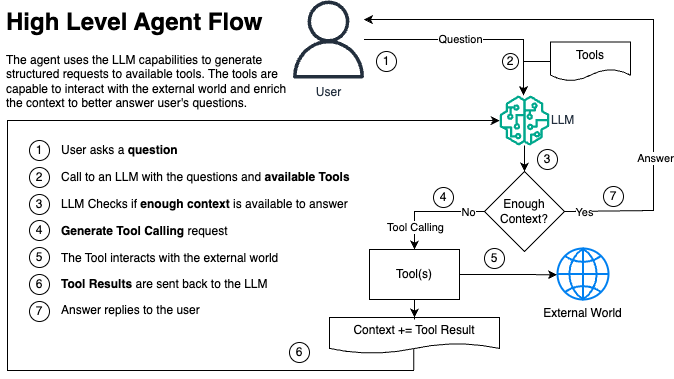 High Level Agent Flow
The agent uses the LLM capabilities to generate
structured requests to available tools. The tools are
capable to interact with the external world and enrich
the context to better answer user's questions.
1 User asks a question
2 Call to an LLM with the questions and available Tools
3 LLM Checks if enough context is available to answer
4 Generate Tool Calling request
5 The Tool interacts with the external world
6 Tool Results are sent back to the LLM
7 Answer replies to the user
User
1
Question
2
Tools
LLM
3
Answer
Enough
Context?
4
No
Yes
7
Tool Calling
Tool(s)
5
External World
Context += Tool Result
6